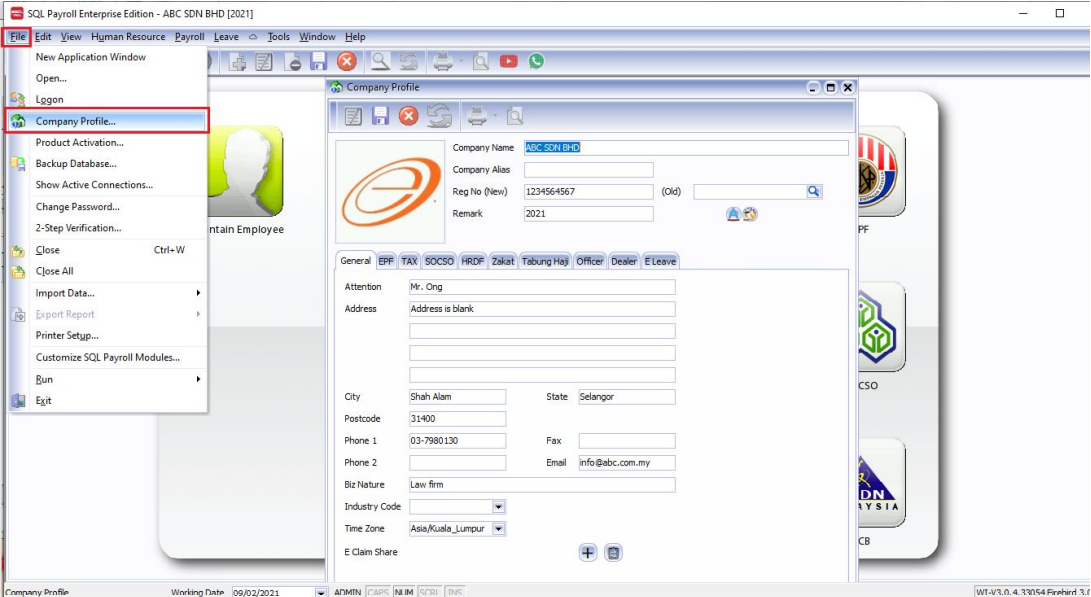 SQL Payroll Enterprise Edition - ABC SDN BHD [2021]
File Edit View Human Resource Payroll Leave Tools Window Help
New Application Window
Open...
Logon
Company Profile...
Product Activation...
Backup Database...
Show Active Connections...
Change Password...
2-Step Verification...
Close Ctrl+W
Close All
Import Data...
Export Report
Printer Setup...
Customize SQL Payroll Modules...
Run
Exit
ntain Employee
Company Profile
Company Name ABC SDN BHD
Company Alias
Reg No (New) 1234564567 (Old)
Remark 2021
General EPF TAX SOCSO HRDF Zakat Tabung Haji Officer Dealer E Leave
Attention Mr. Ong
Address Address is blank
City Shah Alam State Selangor
Postcode 31400
Phone 1 03-7980130 Fax
Phone 2 Email info@abc.com.my
Biz Nature Law firm
Industry Code
Time Zone Asia/Kuala_Lumpur
E Claim Share
PF
CSO
DN
AYSIA
CB
Company Profile Working Date 09/02/2021 ADMIN CAPS NUM SCRL INS WI-V3.0.4.33054 Firebird 3.0